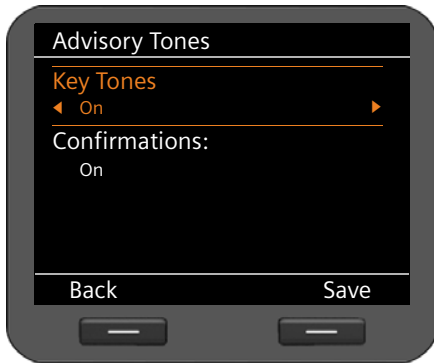 Advisory Tones
Key Tones
On
Confirmations:
On
Back Save